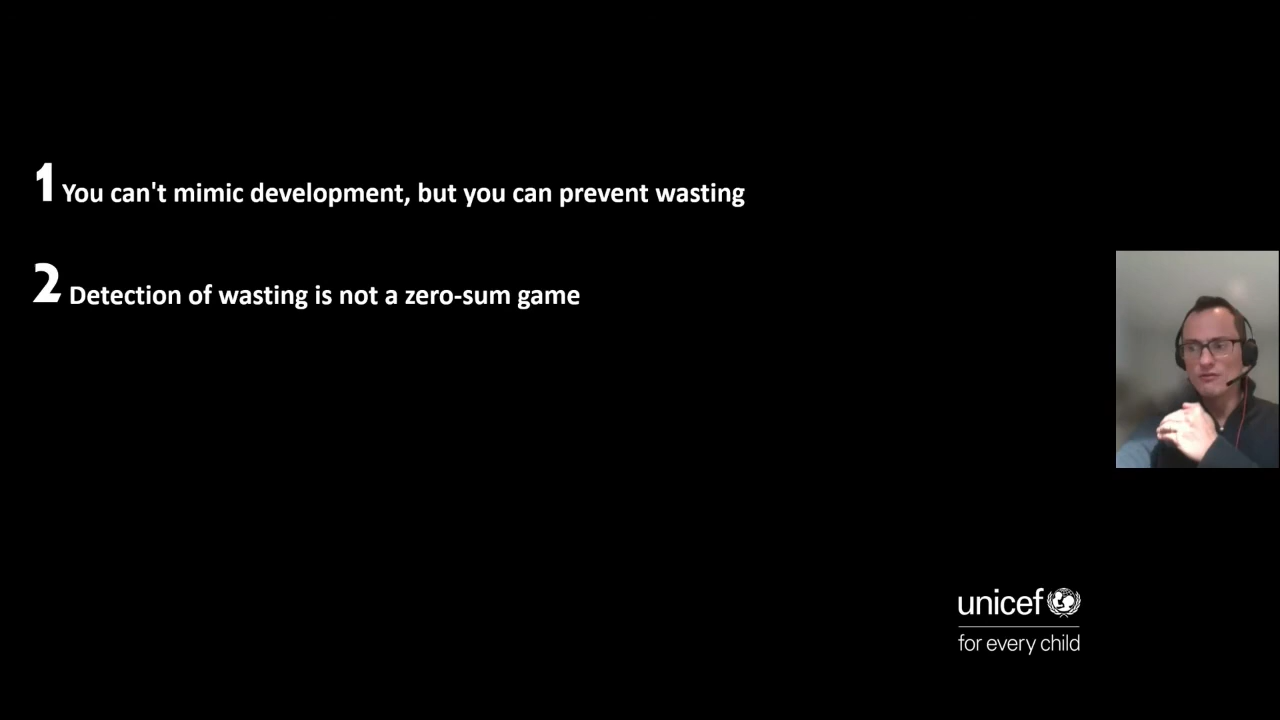 1 You can't mimic development, but you can prevent wasting
2 Detection of wasting is not a zero-sum game
unicef
for every child